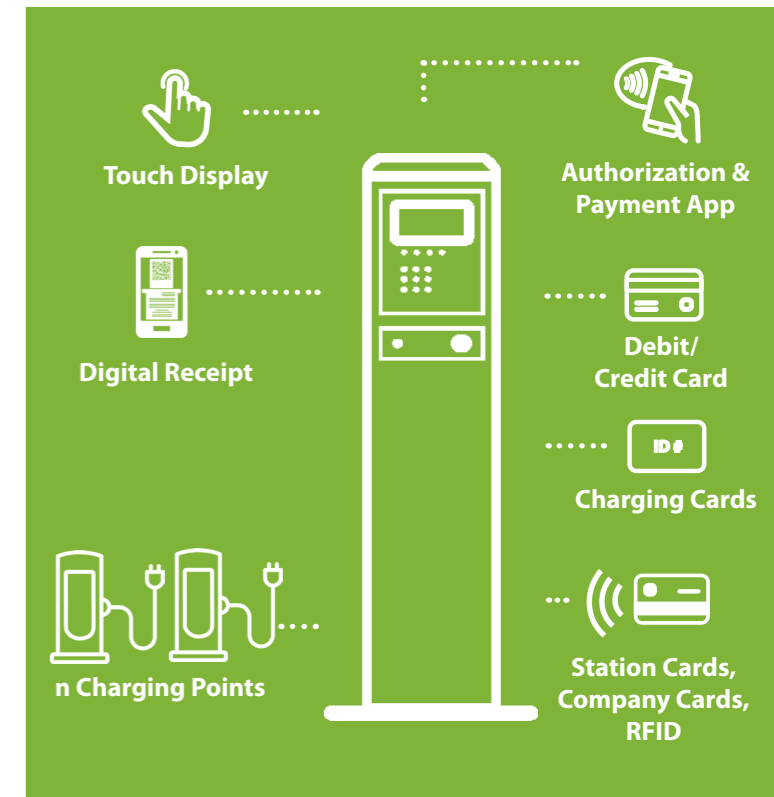 Touch Display
Authorization &
Payment App
Digital Receipt
Debit/
Credit Card
ID#
Charging Cards
n Charging Points
Station Cards,
Company Cards,
RFID